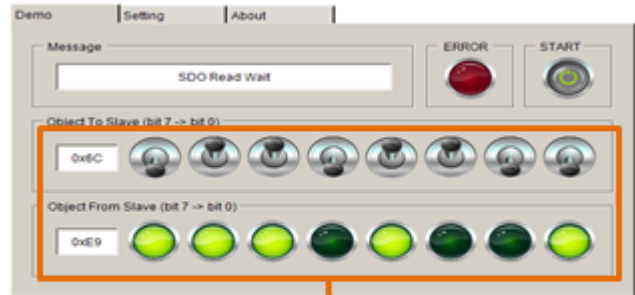 Demo Setting About
Message ERROR START
SDO Read Wait
Object To Slave (bit 7 -> bit 0)
0x6C
Object From Slave (bit 7 -> bit 0)
0xE9